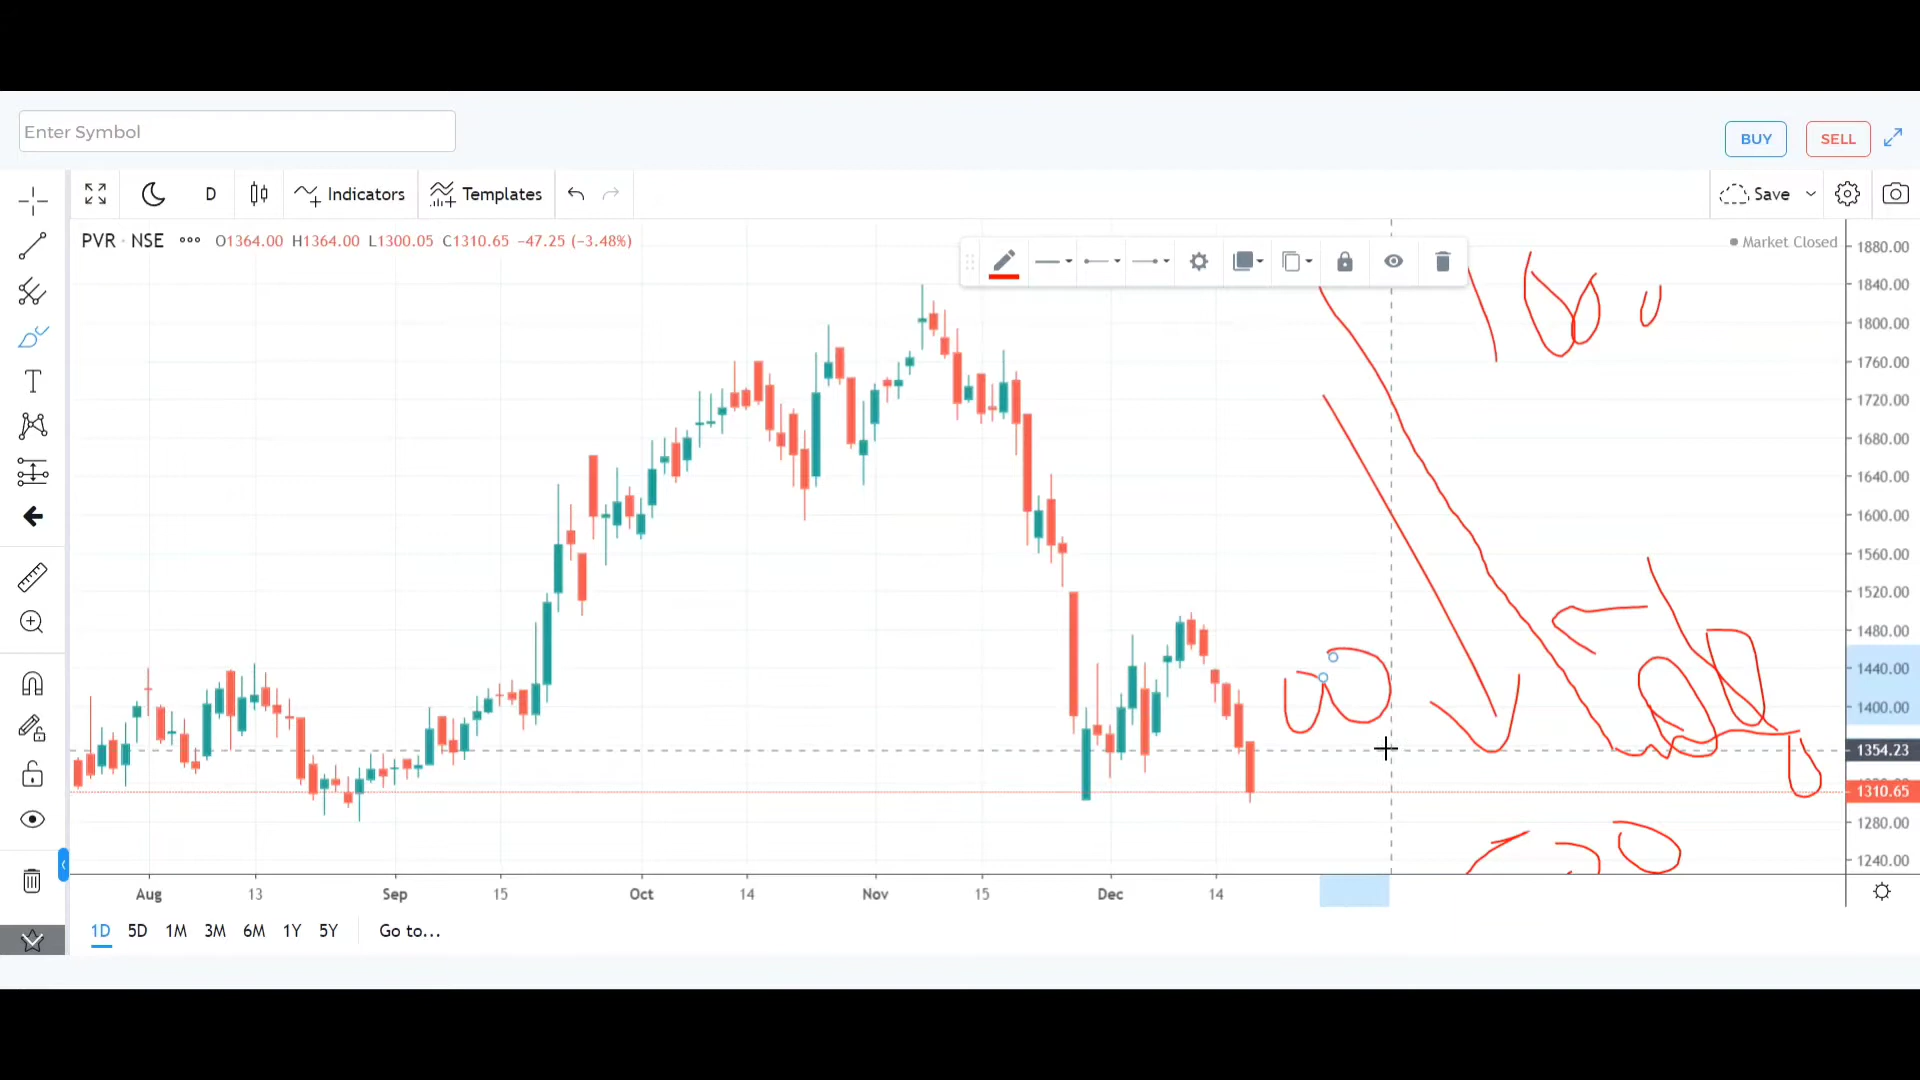 Enter Symbol
BUY SELL
D Indicators Templates Save
PVR · NSE ••• O1364.00 H1364.00 L1300.05 C1310.65 −47.25 (−3.48%)
Market Closed
1880.00
1840.00
1800.00
1760.00
1720.00
1680.00
1640.00
1600.00
1560.00
1520.00
1480.00
1440.00
1400.00
1354.23
1310.65
1280.00
1240.00
Aug 13 Sep 15 Oct 14 Nov 15 Dec 14
1D 5D 1M 3M 6M 1Y 5Y Go to...